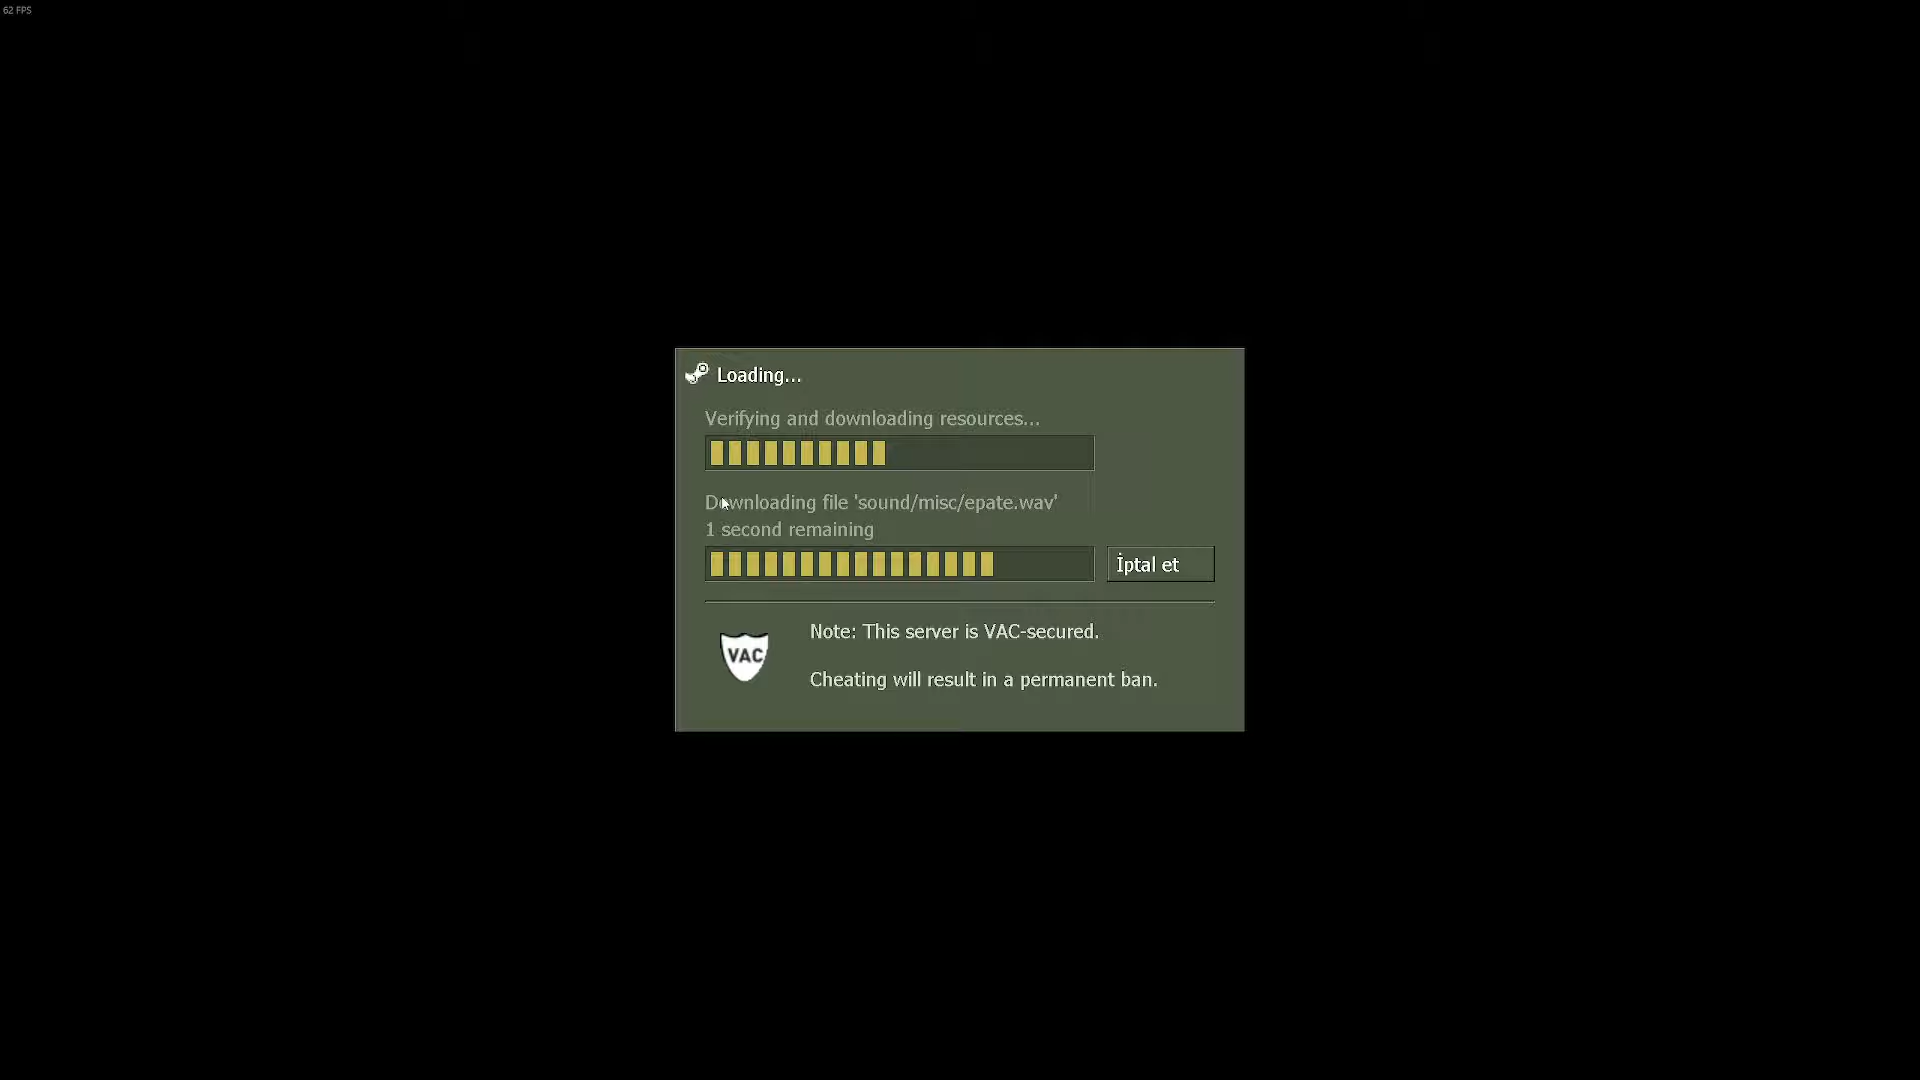 62 FPS
Loading...
Verifying and downloading resources...
Downloading file 'sound/misc/epate.wav'
1 second remaining
İptal et
Note: This server is VAC-secured.
VAC
Cheating will result in a permanent ban.